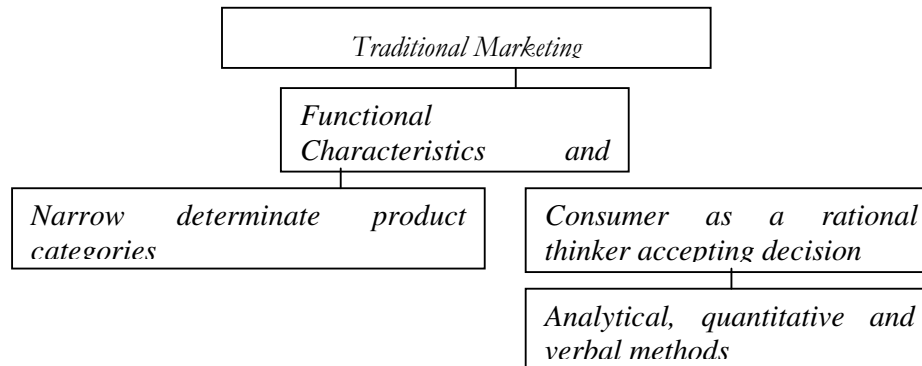 Traditional Marketing
Functional
Characteristics and
Narrow determinate product
categories
Consumer as a rational
thinker accepting decision
Analytical, quantitative and
verbal methods